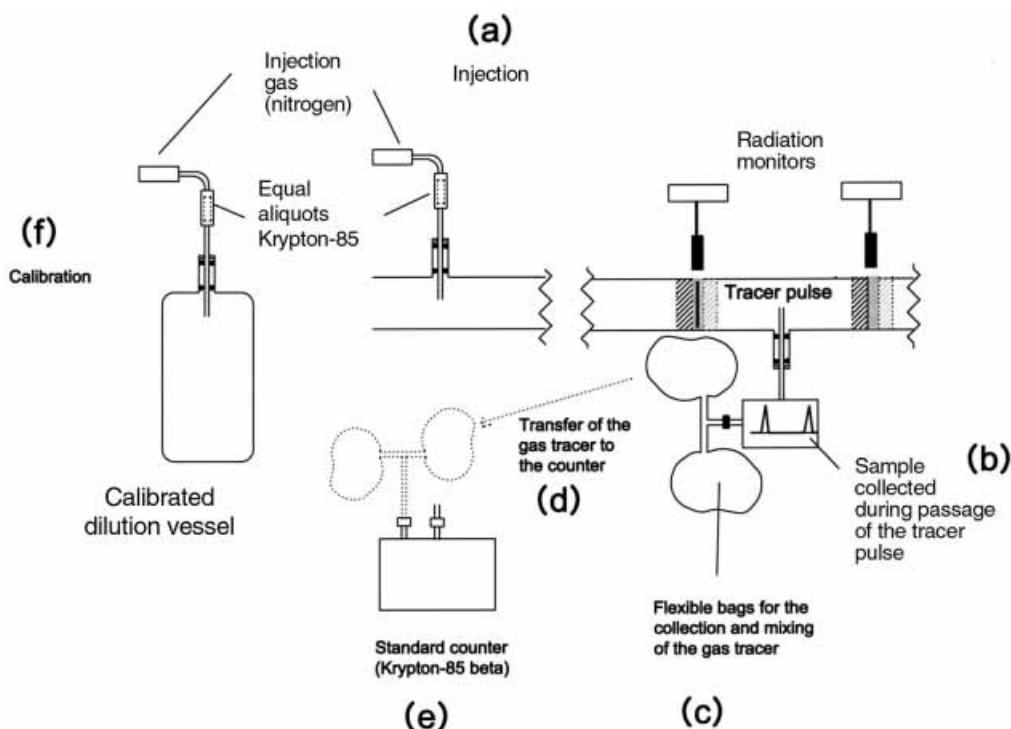 (a)
Injection
gas
(nitrogen)
Injection
Radiation
monitors
Equal
aliquots
Krypton-85
(f)
Calibration
Tracer pulse
Transfer of the
gas tracer to
the counter
(d)
Sample
collected
during passage
of the tracer
pulse
(b)
Calibrated
dilution vessel
Flexible bags for the
collection and mixing
of the gas tracer
Standard counter
(Krypton-85 beta)
(e)
(c)